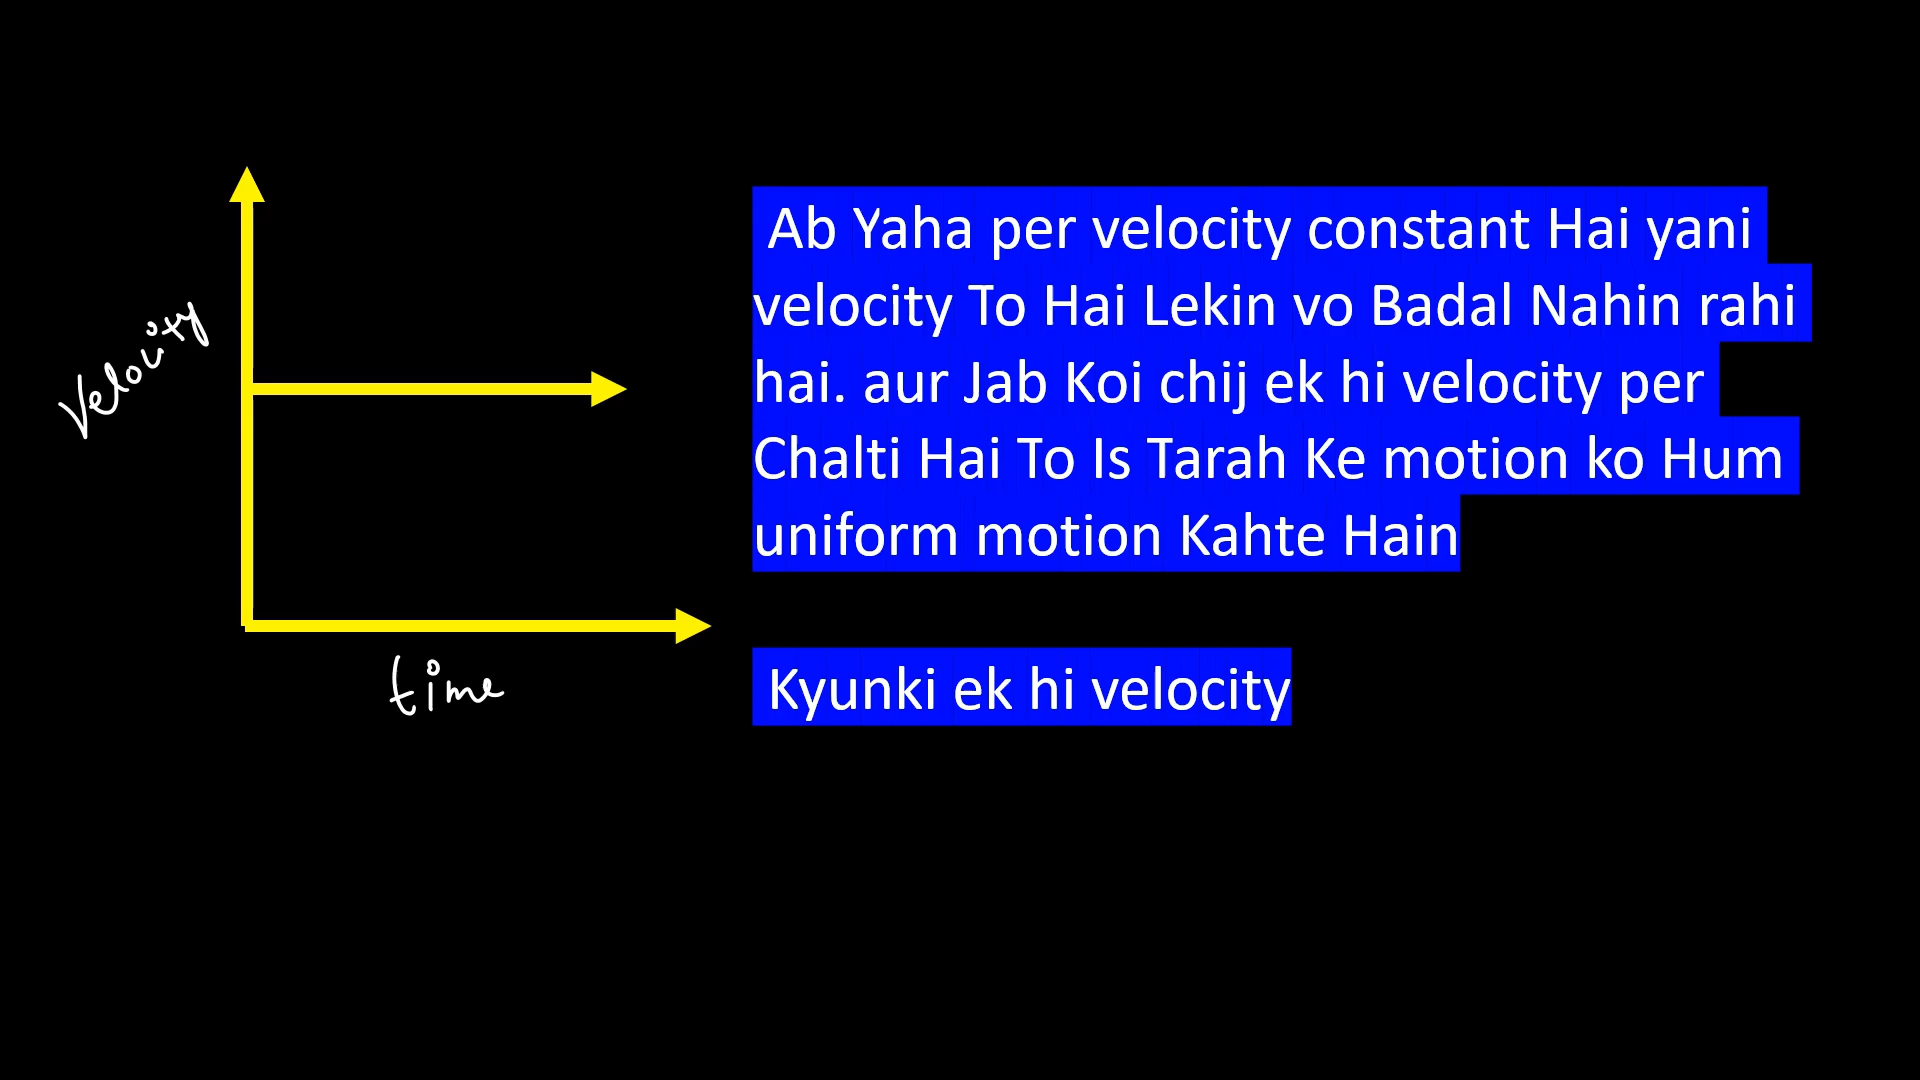 Velocity
time
Ab Yaha per velocity constant Hai yani
velocity To Hai Lekin vo Badal Nahin rahi
hai. aur Jab Koi chij ek hi velocity per
Chalti Hai To Is Tarah Ke motion ko Hum
uniform motion Kahte Hain
Kyunki ek hi velocity